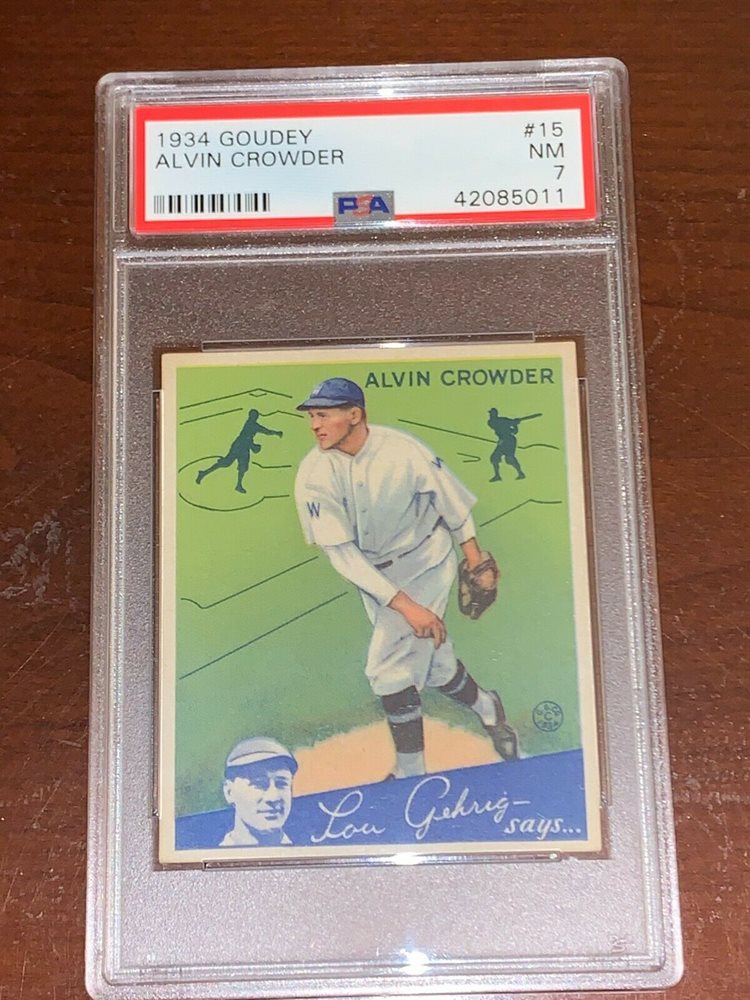 1934 GOUDEY #15
ALVIN CROWDER NM
7
PSA 42085011
ALVIN CROWDER
W
W
W
Lou Gehrig—
says...